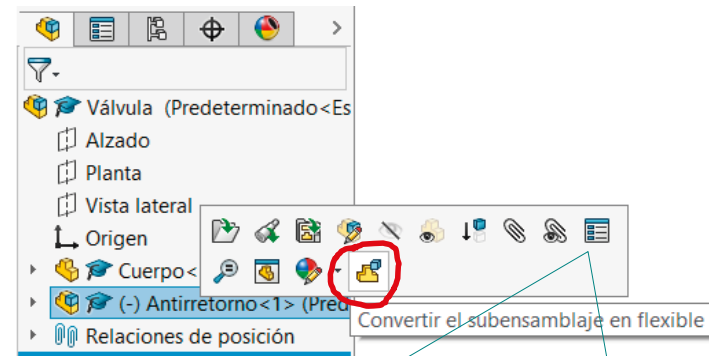 Válvula (Predeterminado<Es
Alzado
Planta
Vista lateral
Origen
Cuerpo<
(-) Antirretorno<1> (Pred
Convertir el subensamblaje en flexible
Relaciones de posición